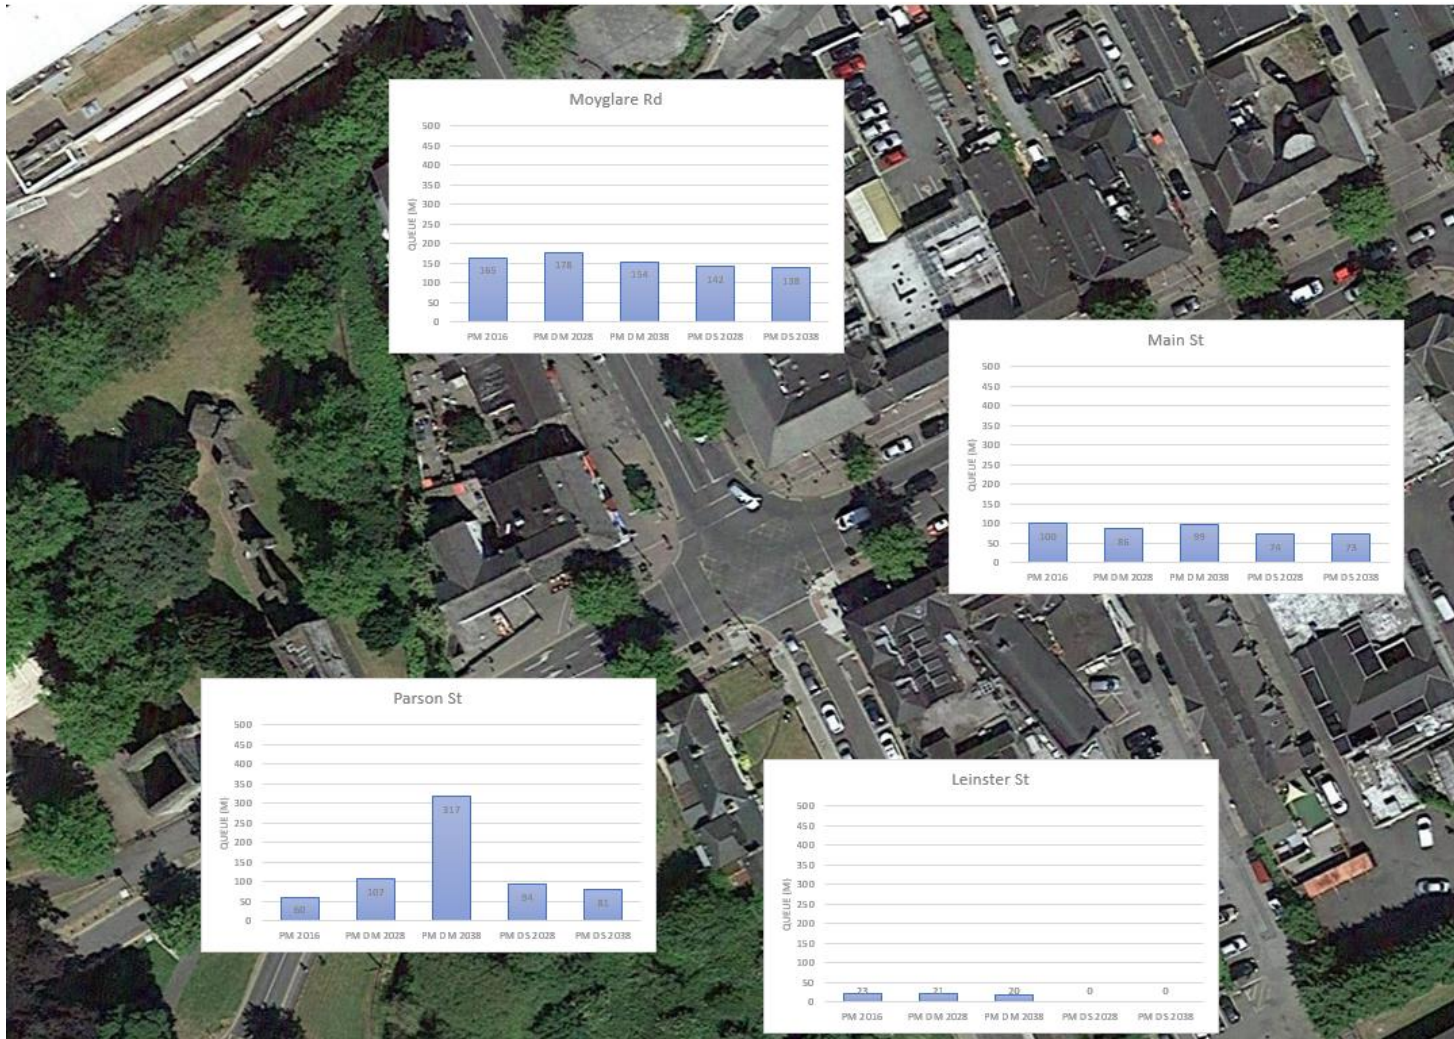 Moyglare Rd
500
450
400
350
300
250
200
150
100
50
0
QUEUE (M)
165
178
154
142
138
PM 2016
PM DM 2028
PM DM 2038
PM DS 2028
PM DS 2038
Main St
500
450
400
350
300
250
200
150
100
50
0
QUEUE (M)
100
86
99
74
73
PM 2016
PM DM 2028
PM DM 2038
PM DS 2028
PM DS 2038
Parson St
500
450
400
350
300
250
200
150
100
50
0
QUEUE (M)
60
107
317
94
81
PM 2016
PM DM 2028
PM DM 2038
PM DS 2028
PM DS 2038
Leinster St
500
450
400
350
300
250
200
150
100
50
0
QUEUE (M)
23
21
20
0
0
PM 2016
PM DM 2028
PM DM 2038
PM DS 2028
PM DS 2038